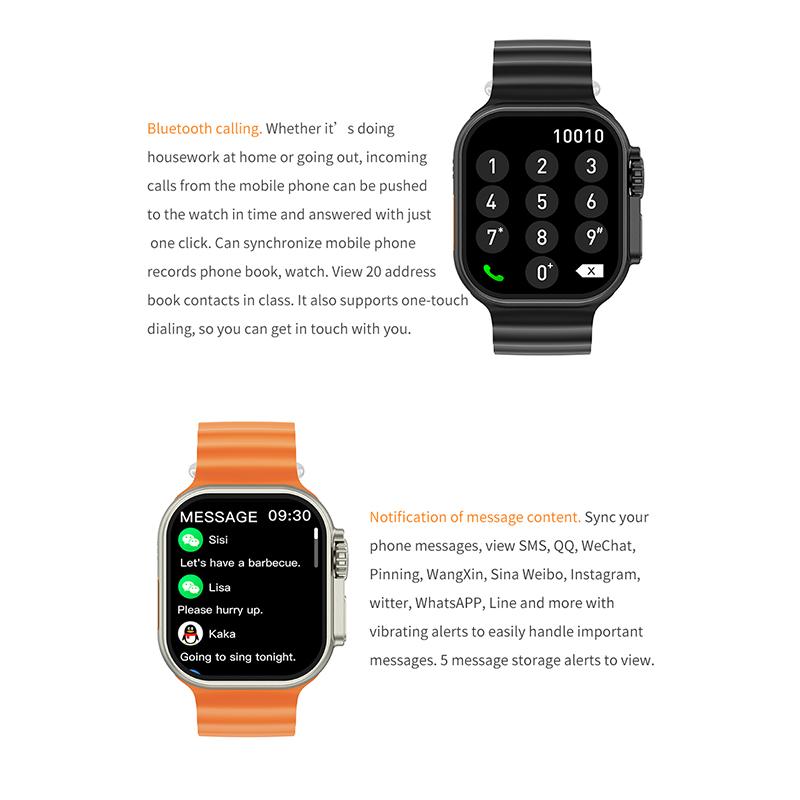 Bluetooth calling. Whether it’s doing
housework at home or going out, incoming
calls from the mobile phone can be pushed
to the watch in time and answered with just
one click. Can synchronize mobile phone
records phone book, watch. View 20 address
book contacts in class. It also supports one-touch
dialing, so you can get in touch with you.
10010
1 2 3
4 5 6
7* 8 9#
0+ X
MESSAGE 09:30
Sisi
Let's have a barbecue.
Lisa
Please hurry up.
Kaka
Going to sing tonight.
Notification of message content. Sync your
phone messages, view SMS, QQ, WeChat,
Pinning, WangXin, Sina Weibo, Instagram,
witter, WhatsAPP, Line and more with
vibrating alerts to easily handle important
messages. 5 message storage alerts to view.